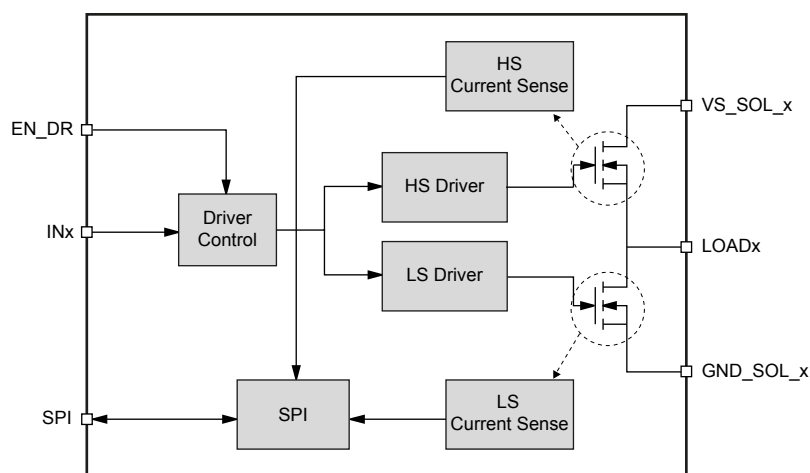 HS
Current Sense
VS_SOL_x
EN_DR
HS Driver
Driver
Control
INx
LOADx
LS Driver
GND_SOL_x
SPI
SPI
LS
Current Sense